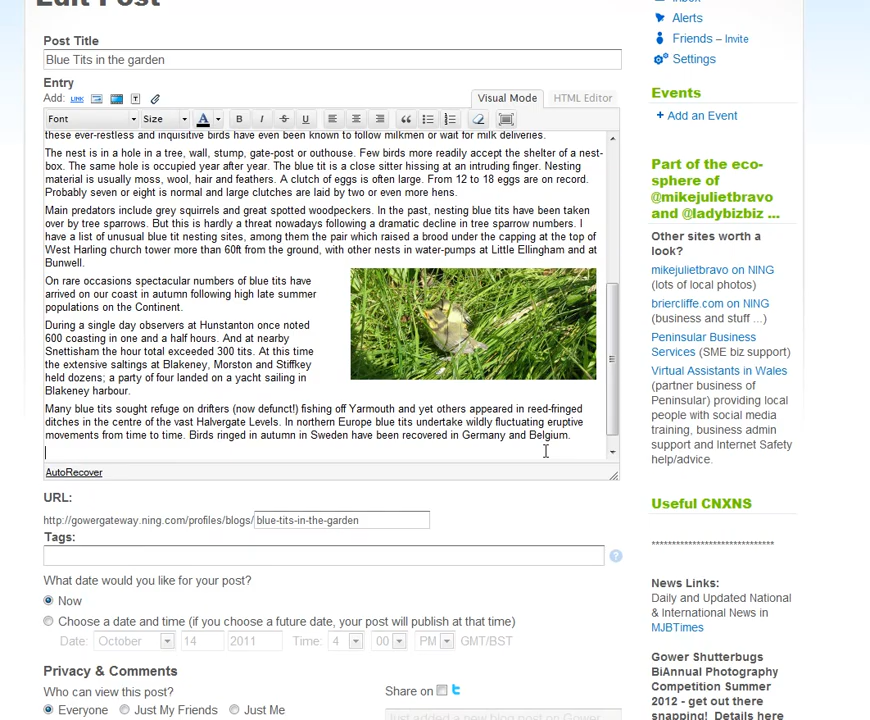 Edit Post
Inbox
Alerts
Friends – Invite
Settings
Post Title
Blue Tits in the garden
Entry
Add: LINK
Visual Mode
HTML Editor
Font
Size
A
B
I
S
U
these ever-restless and inquisitive birds have even been known to follow milkmen or wait for milk deliveries.
The nest is in a hole in a tree, wall, stump, gate-post or outhouse. Few birds more readily accept the shelter of a nest-
box. The same hole is occupied year after year. The blue tit is a close sitter hissing at an intruding finger. Nesting
material is usually moss, wool, hair and feathers. A clutch of eggs is often large. From 12 to 18 eggs are on record.
Probably seven or eight is normal and large clutches are laid by two or even more hens.
Main predators include grey squirrels and great spotted woodpeckers. In the past, nesting blue tits have been taken
over by tree sparrows. But this is hardly a threat nowadays following a dramatic decline in tree sparrow numbers. I
have a list of unusual blue tit nesting sites, among them the pair which raised a brood under the capping at the top of
West Harling church tower more than 60ft from the ground, with other nests in water-pumps at Little Ellingham and at
Bunwell.
On rare occasions spectacular numbers of blue tits have
arrived on our coast in autumn following high late summer
populations on the Continent.
During a single day observers at Hunstanton once noted
600 coasting in one and a half hours. And at nearby
Snettisham the hour total exceeded 300 tits. At this time
the extensive saltings at Blakeney, Morston and Stiffkey
held dozens; a party of four landed on a yacht sailing in
Blakeney harbour.
Many blue tits sought refuge on drifters (now defunct!) fishing off Yarmouth and yet others appeared in reed-fringed
ditches in the centre of the vast Halvergate Levels. In northern Europe blue tits undertake wildly fluctuating eruptive
movements from time to time. Birds ringed in autumn in Sweden have been recovered in Germany and Belgium.
AutoRecover
URL:
http://gowergateway.ning.com/profiles/blogs/ blue-tits-in-the-garden
Tags:
What date would you like for your post?
Now
Choose a date and time (if you choose a future date, your post will publish at that time)
Date: October 14 2011 Time: 4 00 PM GMT/BST
Privacy & Comments
Who can view this post?
Everyone Just My Friends Just Me
Share on
Just added a new blog post on Gower
Events
+ Add an Event
Part of the eco-
sphere of
@mikejulietbravo
and @ladybizbiz ...
Other sites worth a
look?
mikejulietbravo on NING
(lots of local photos)
briercliffe.com on NING
(business and stuff ...)
Peninsular Business
Services (SME biz support)
Virtual Assistants in Wales
(partner business of
Peninsular) providing local
people with social media
training, business admin
support and Internet Safety
help/advice.
Useful CNXNS
******************************
News Links:
Daily and Updated National
& International News in
MJBTimes
Gower Shutterbugs
BiAnnual Photography
Competition Summer
2012 - get out there
snapping! Details here